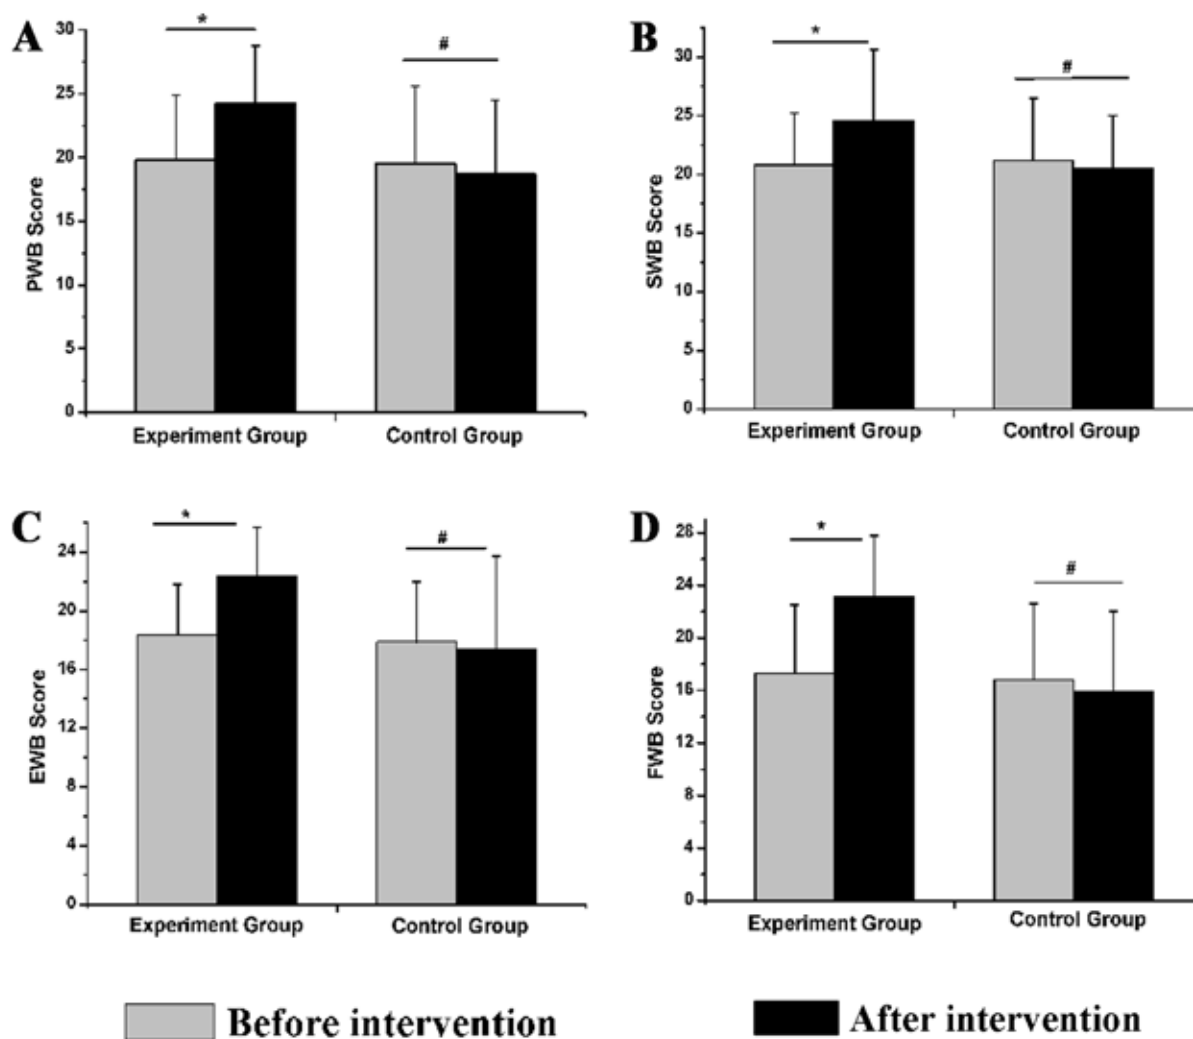 A
*
#
30
25
20
15
10
5
0
PWB Score
Experiment Group
Control Group
B
*
#
30
25
20
15
10
5
0
SWB Score
Experiment Group
Control Group
C
*
#
24
20
16
12
8
4
0
EWB Score
Experiment Group
Control Group
D
*
#
28
24
20
16
12
8
4
0
FWB Score
Experiment Group
Control Group
Before intervention
After intervention